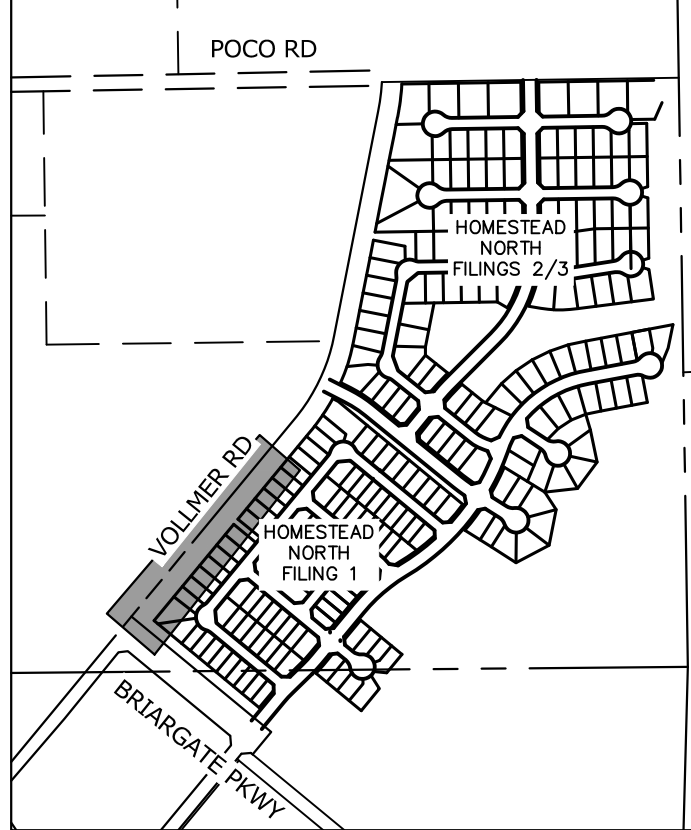 POCO RD
HOMESTEAD
NORTH
FILINGS 2/3
VOLLMER RD
HOMESTEAD
NORTH
FILING 1
BRIARGATE PKWY